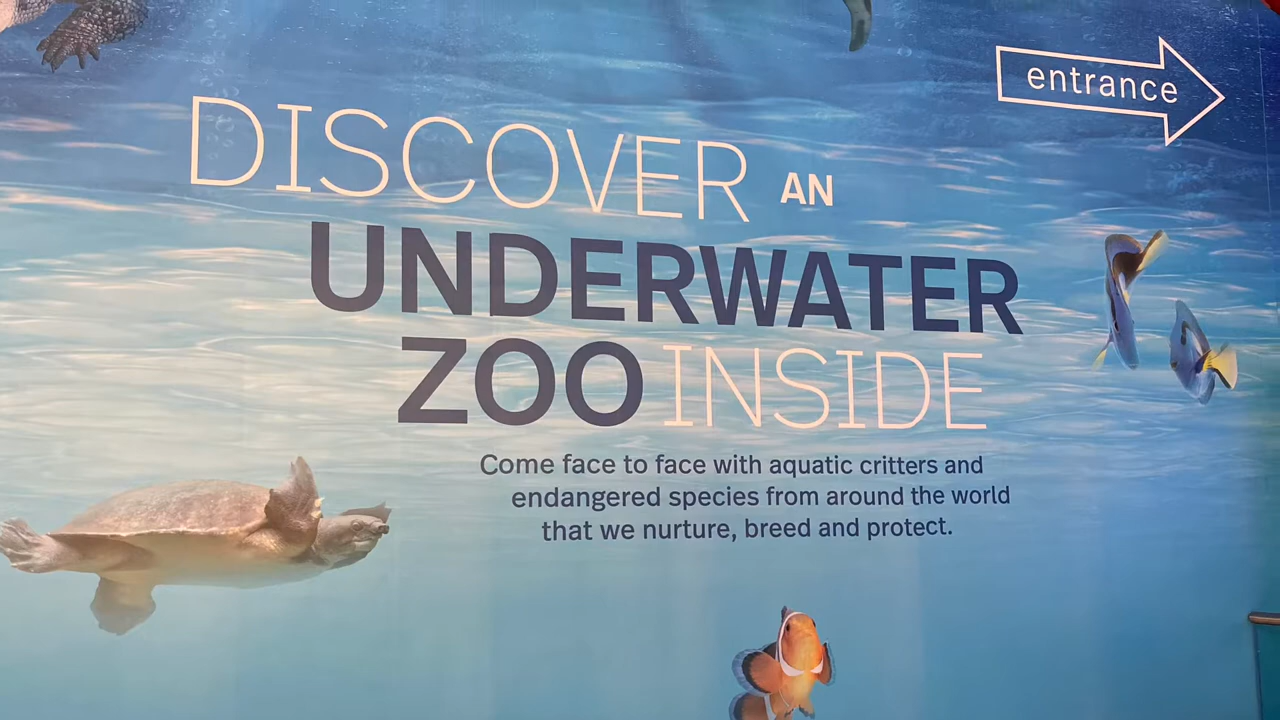 entrance
DISCOVER AN
UNDERWATER
ZOO INSIDE
Come face to face with aquatic critters and
endangered species from around the world
that we nurture, breed and protect.